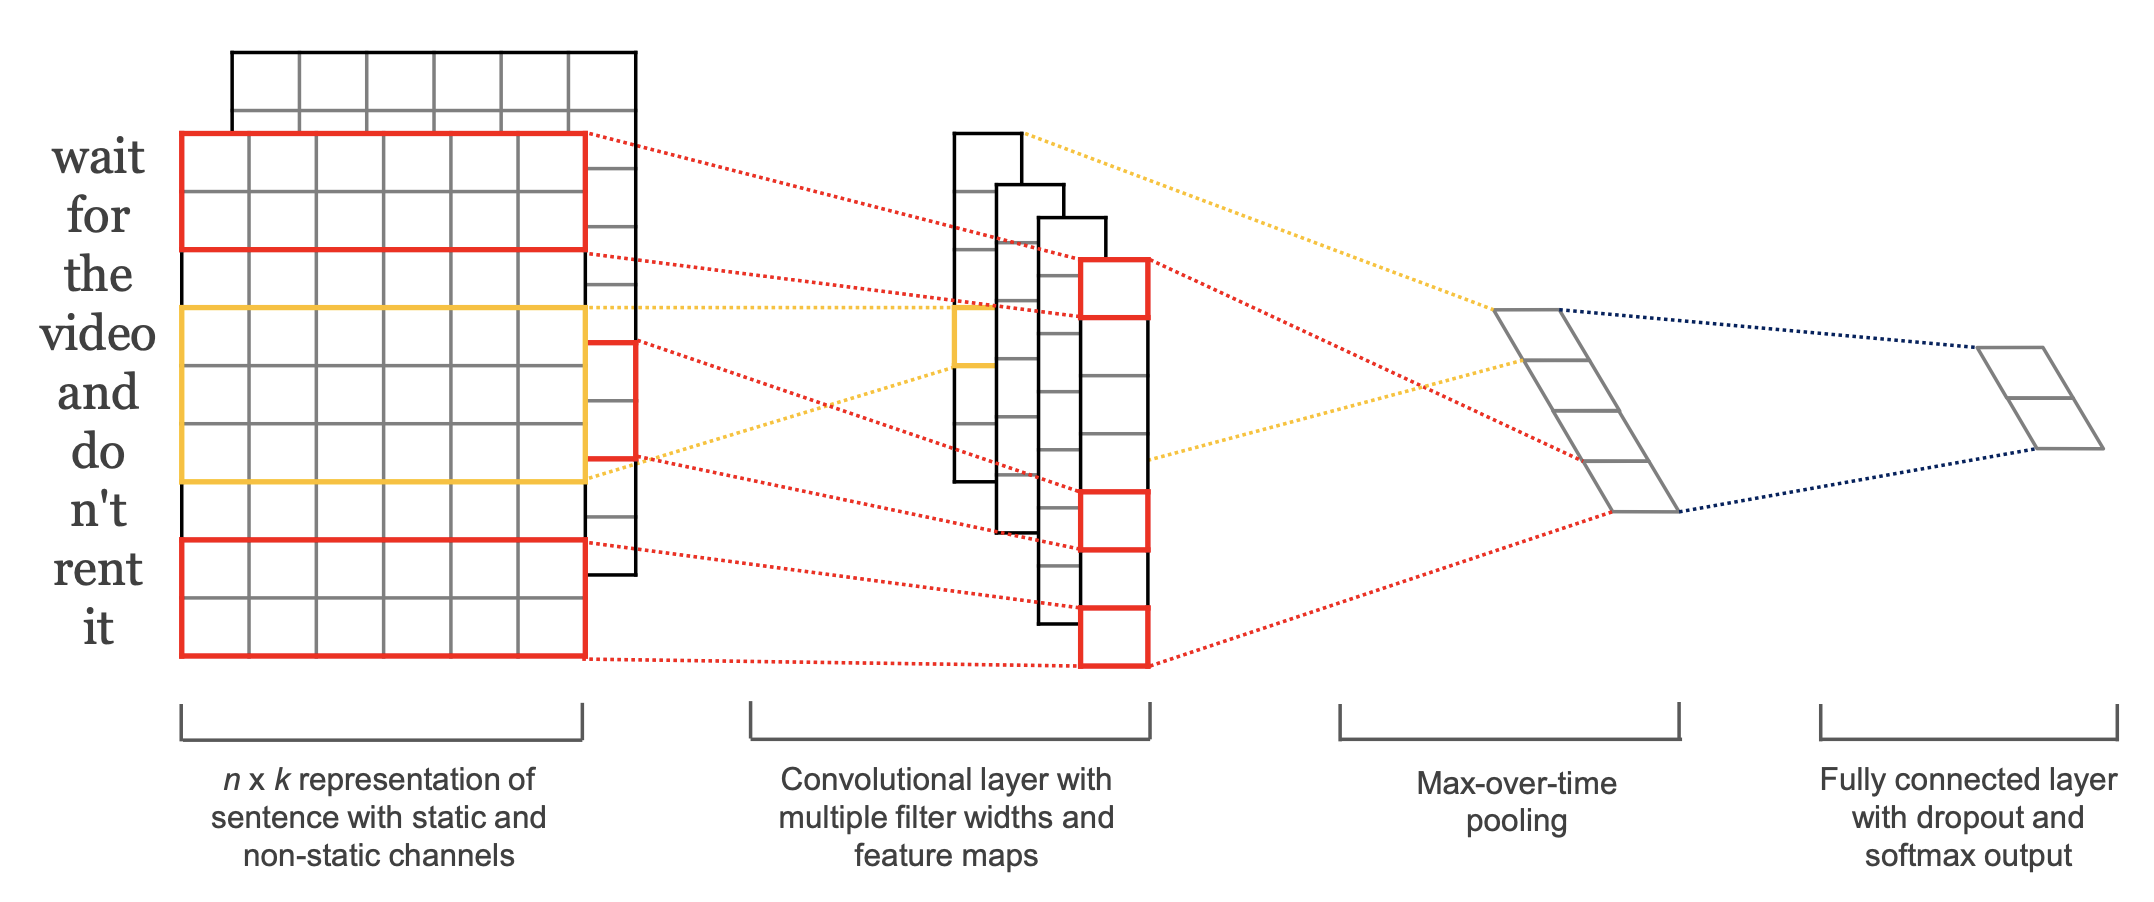 wait
for
the
video
and
do
n't
rent
it
n x k representation of
sentence with static and
non-static channels
Convolutional layer with
multiple filter widths and
feature maps
Max-over-time
pooling
Fully connected layer
with dropout and
softmax output